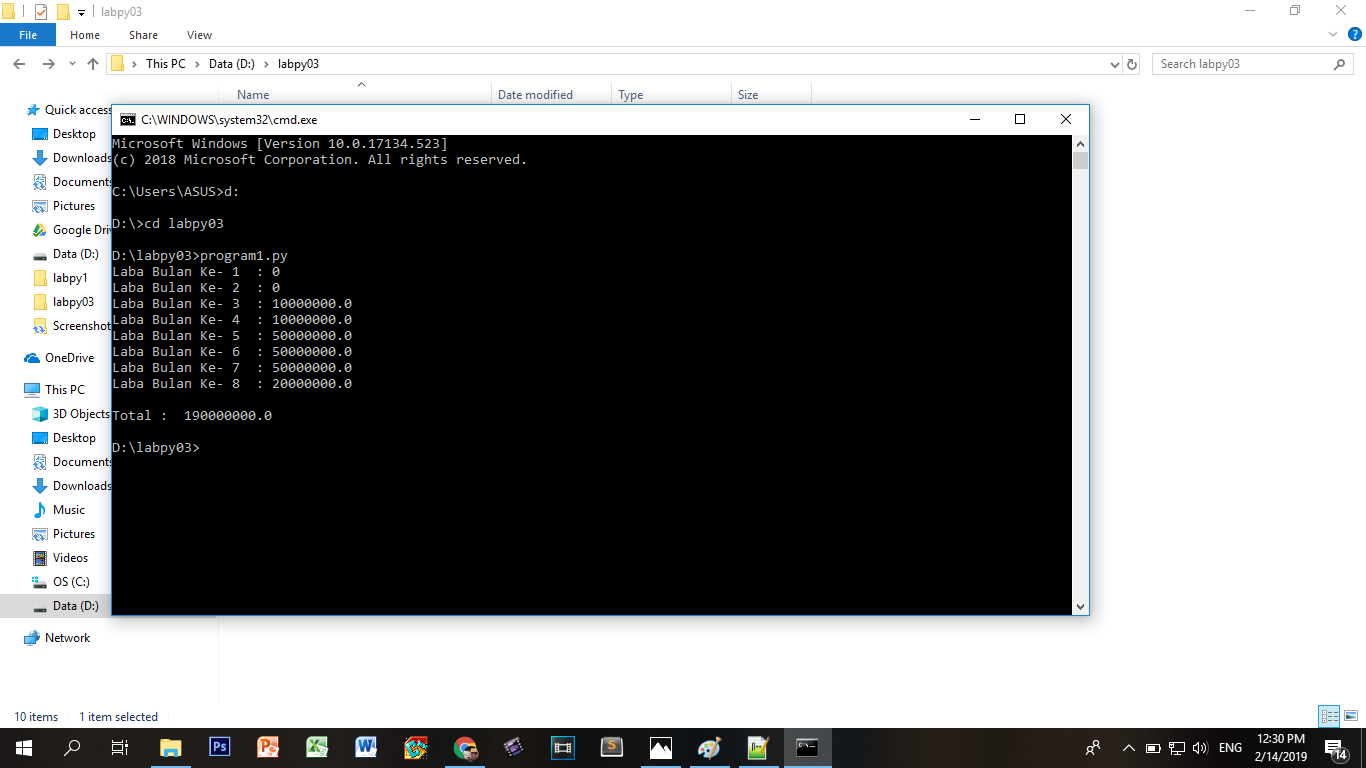 labpy03
File Home Share View
This PC Data (D:) labpy03
Search labpy03
Name Date modified Type Size
Quick access
Desktop
Downloads
Documents
Pictures
Google Dri
Data (D:)
labpy1
labpy03
Screenshot
OneDrive
This PC
3D Objects
Desktop
Documents
Downloads
Music
Pictures
Videos
OS (C:)
Data (D:)
Network
C:\WINDOWS\system32\cmd.exe
Microsoft Windows [Version 10.0.17134.523]
(c) 2018 Microsoft Corporation. All rights reserved.
C:\Users\ASUS>d:
D:\>cd labpy03
D:\labpy03>program1.py
Laba Bulan Ke- 1  : 0
Laba Bulan Ke- 2  : 0
Laba Bulan Ke- 3  : 10000000.0
Laba Bulan Ke- 4  : 10000000.0
Laba Bulan Ke- 5  : 50000000.0
Laba Bulan Ke- 6  : 50000000.0
Laba Bulan Ke- 7  : 50000000.0
Laba Bulan Ke- 8  : 20000000.0
Total :  190000000.0
D:\labpy03>
10 items 1 item selected
ENG
12:30 PM
2/14/2019
14